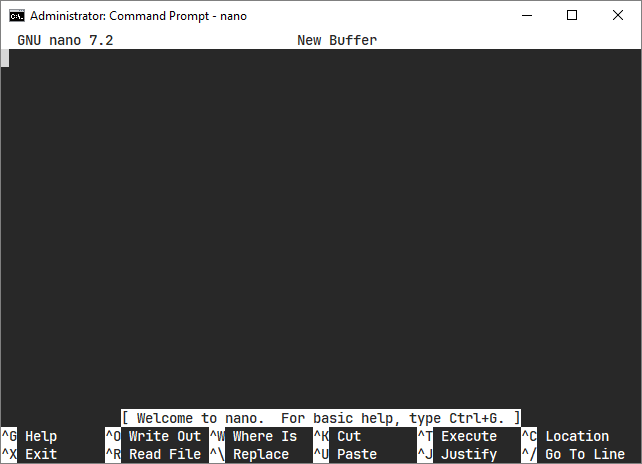 Administrator: Command Prompt - nano
GNU nano 7.2 New Buffer
[ Welcome to nano.  For basic help, type Ctrl+G. ]
^G Help ^O Write Out ^W Where Is ^K Cut ^T Execute ^C Location
^X Exit ^R Read File ^\ Replace ^U Paste ^J Justify ^/ Go To Line